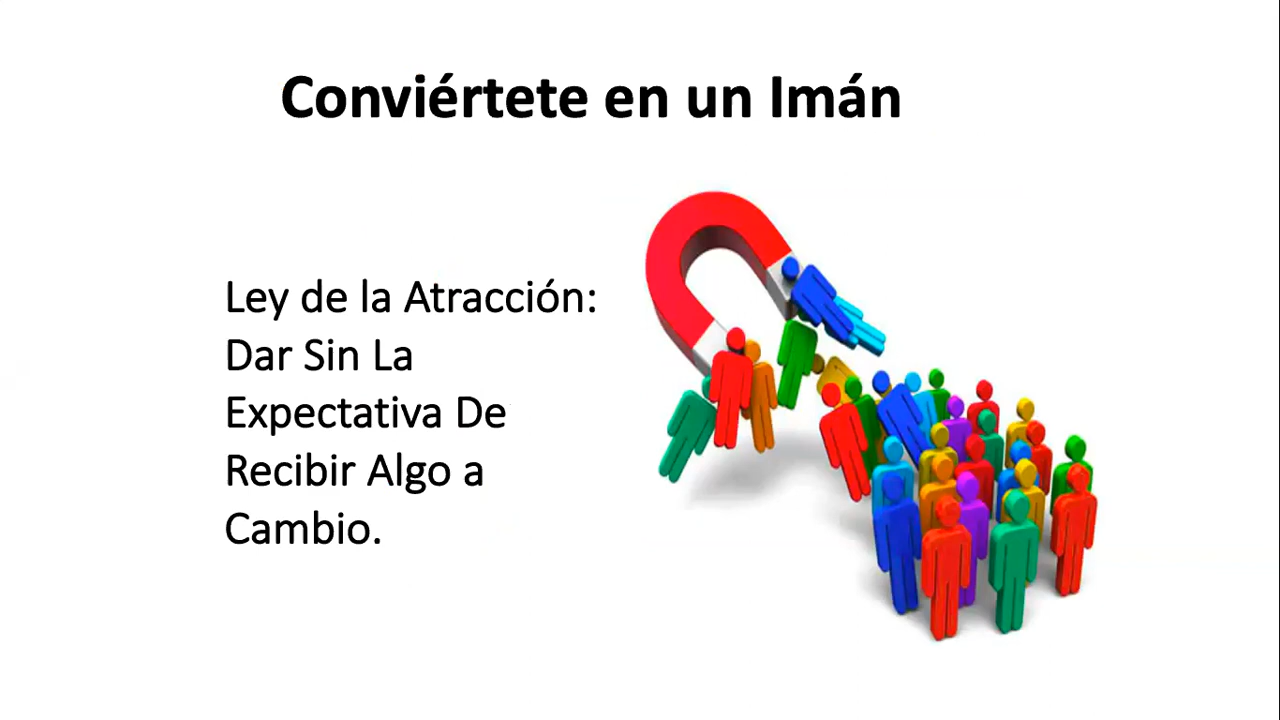 Conviértete en un Imán
Ley de la Atracción:
Dar Sin La
Expectativa De
Recibir Algo a
Cambio.